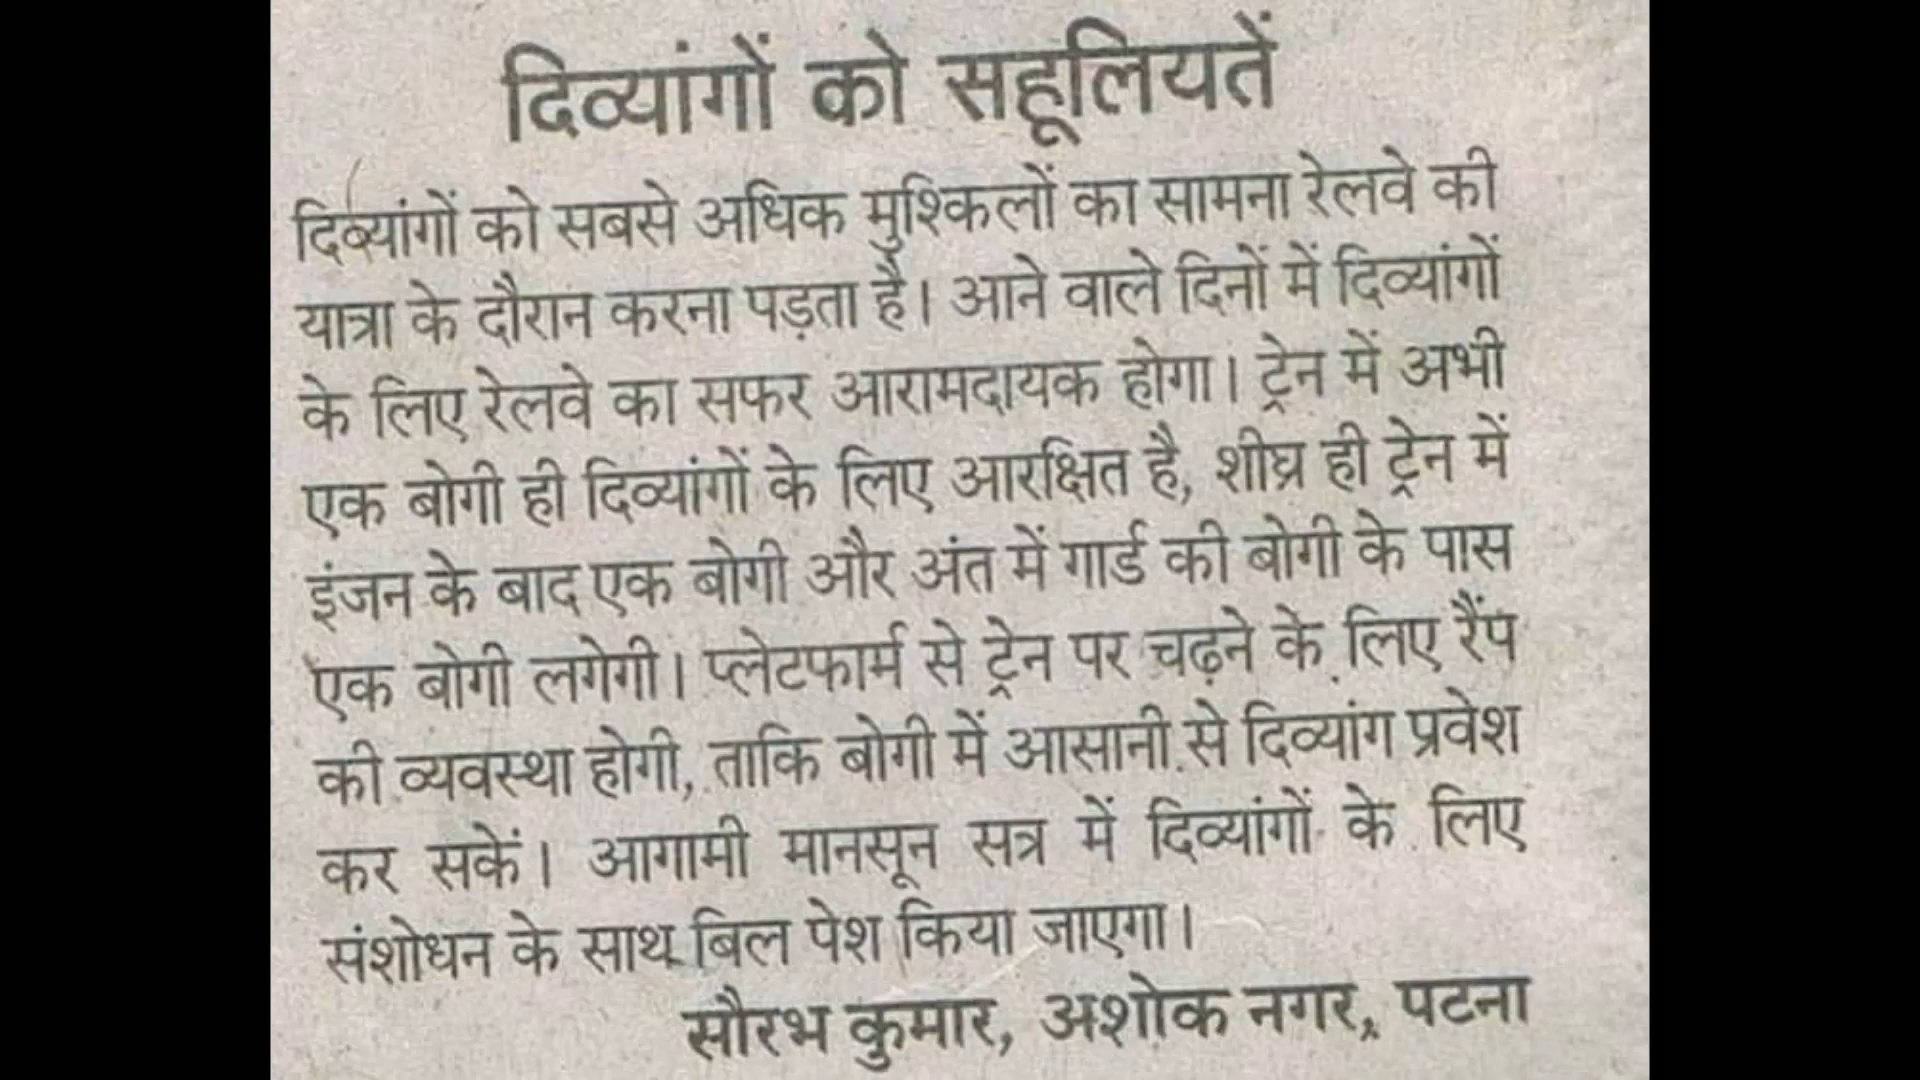 दिव्यांगों को सहूलियतें
दिव्यांगों को सबसे अधिक मुश्किलों का सामना रेलवे की
यात्रा के दौरान करना पड़ता है। आने वाले दिनों में दिव्यांगों
के लिए रेलवे का सफर आरामदायक होगा। ट्रेन में अभी
एक बोगी ही दिव्यांगों के लिए आरक्षित है, शीघ्र ही ट्रेन में
इंजन के बाद एक बोगी और अंत में गार्ड की बोगी के पास
एक बोगी लगेगी। प्लेटफार्म से ट्रेन पर चढ़ने के लिए रैंप
की व्यवस्था होगी, ताकि बोगी में आसानी से दिव्यांग प्रवेश
कर सकें। आगामी मानसून सत्र में दिव्यांगों के लिए
संशोधन के साथ बिल पेश किया जाएगा।
सौरभ कुमार, अशोक नगर, पटना